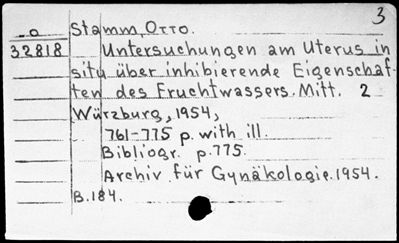 3
a Stamm, Otto.
32818 Untersuchungen am Uterus in
situ über inhibierende Eigenschaf-
ten des Fruchtwassers. Mitt. 2
Würzburg, 1954,
761-775 p. with ill.
Bibliogr. p. 775.
Archiv für Gynäkologie. 1954.
B. 184.